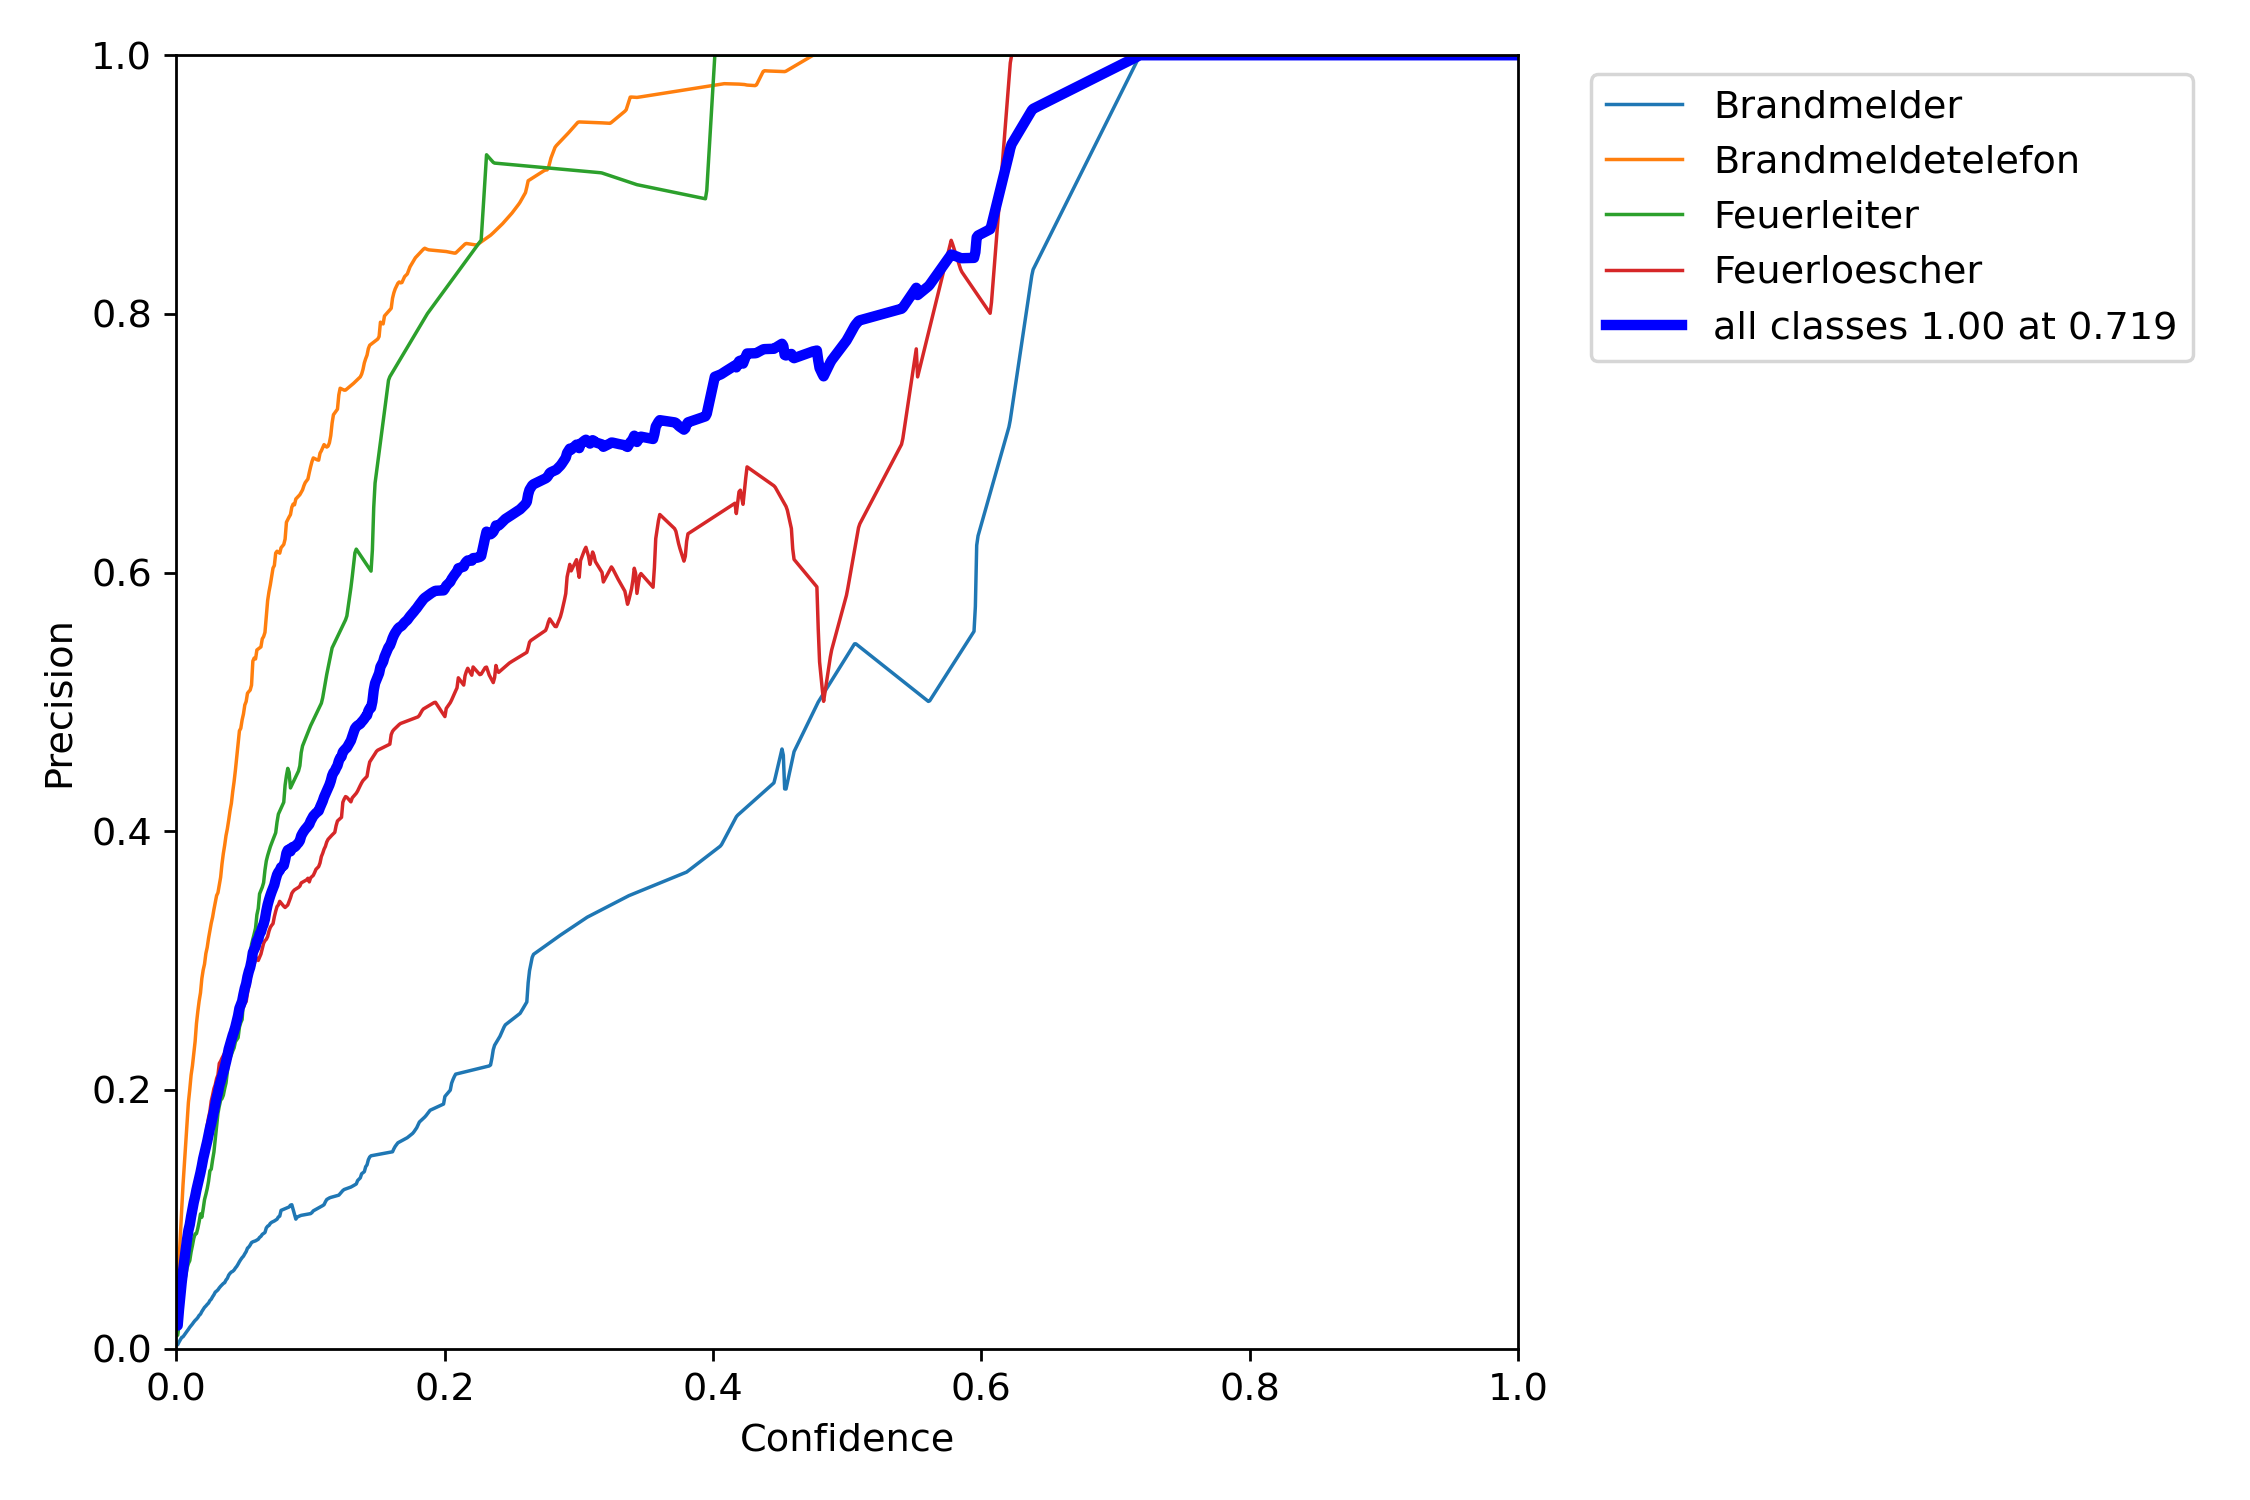 1.0
0.8
0.6
0.4
0.2
0.0
Precision
0.0 0.2 0.4 0.6 0.8 1.0
Confidence
Brandmelder
Brandmeldetelefon
Feuerleiter
Feuerloescher
all classes 1.00 at 0.719